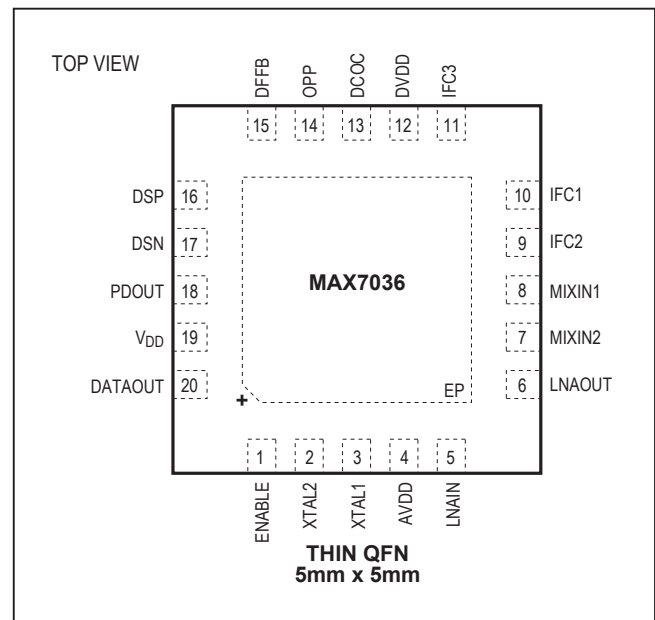 TOP VIEW
DFFB OPP DCOC DVDD IFC3
15 14 13 12 11
DSP 16
DSN 17
PDOUT 18
VDD 19
DATAOUT 20
10 IFC1
9 IFC2
8 MIXIN1
7 MIXIN2
6 LNAOUT
MAX7036
EP
+
1 2 3 4 5
ENABLE XTAL2 XTAL1 AVDD LNAIN
THIN QFN
5mm x 5mm